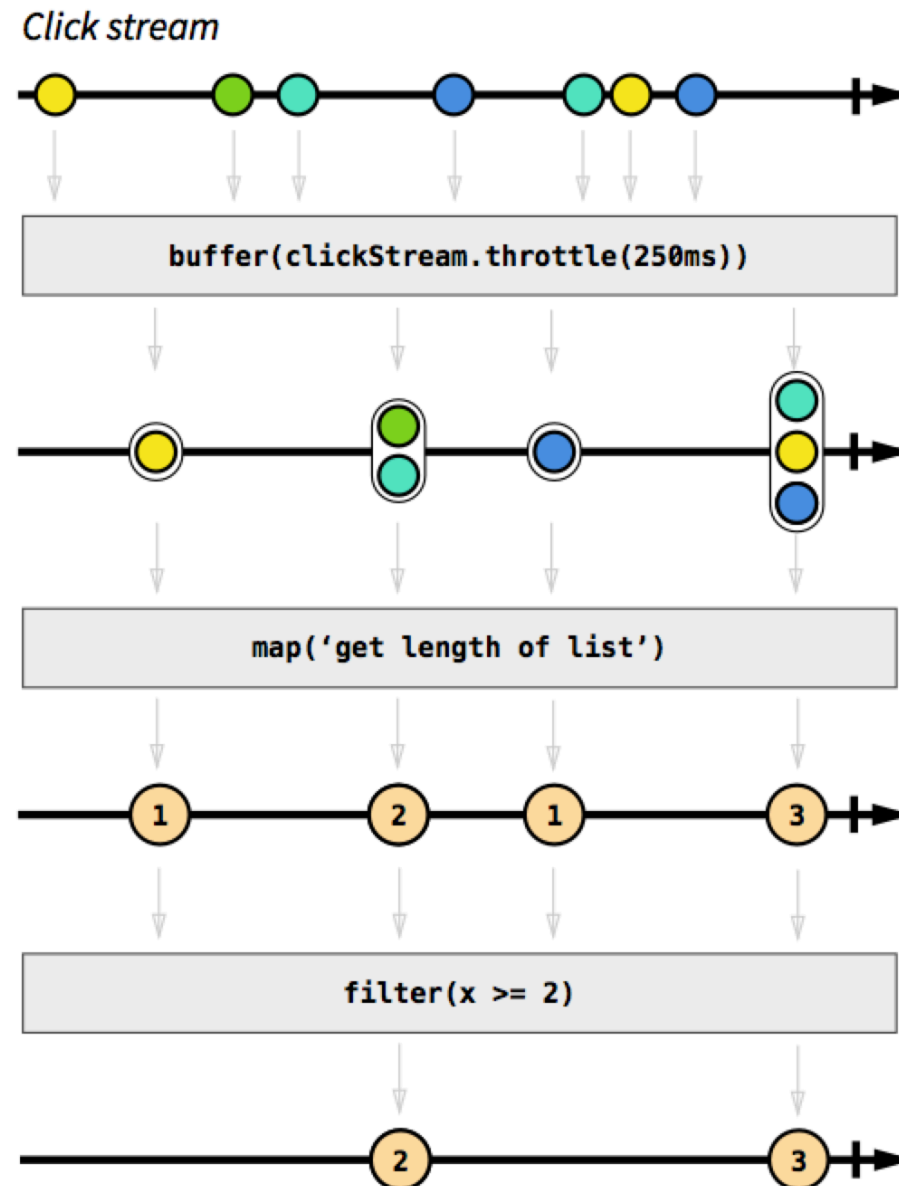 Click stream
buffer(clickStream.throttle(250ms))
map(‘get length of list’)
1 2 1 3
filter(x >= 2)
2 3